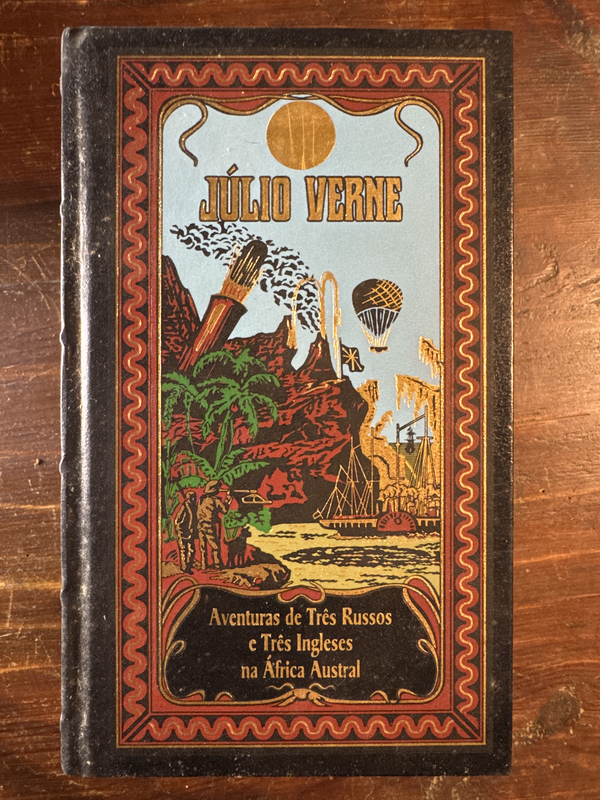 JÚLIO VERNE
Aventuras de Três Russos
e Três Ingleses
na África Austral